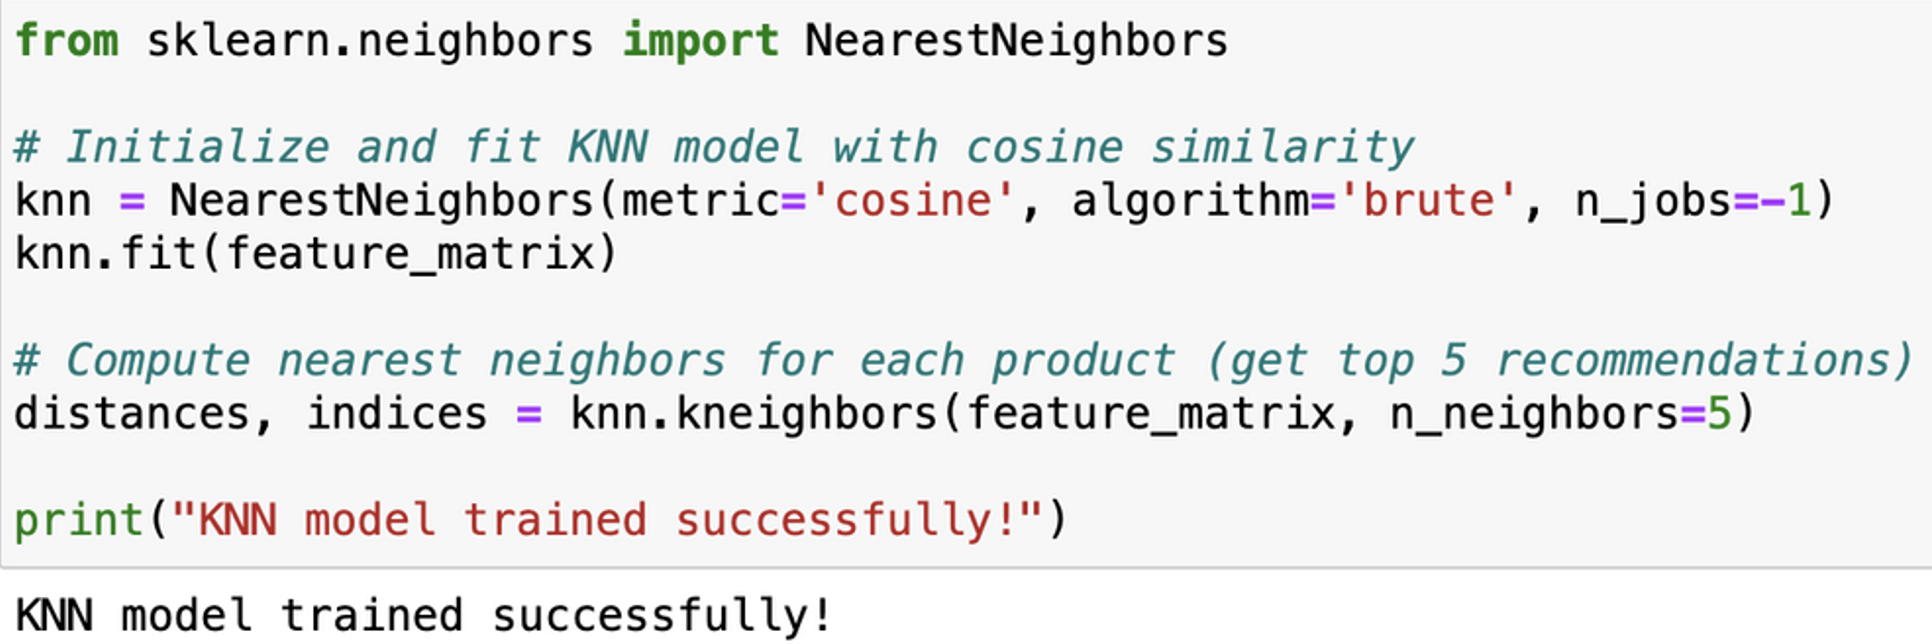 from sklearn.neighbors import NearestNeighbors
# Initialize and fit KNN model with cosine similarity
knn = NearestNeighbors(metric='cosine', algorithm='brute', n_jobs=-1)
knn.fit(feature_matrix)
# Compute nearest neighbors for each product (get top 5 recommendations)
distances, indices = knn.kneighbors(feature_matrix, n_neighbors=5)
print("KNN model trained successfully!")
KNN model trained successfully!